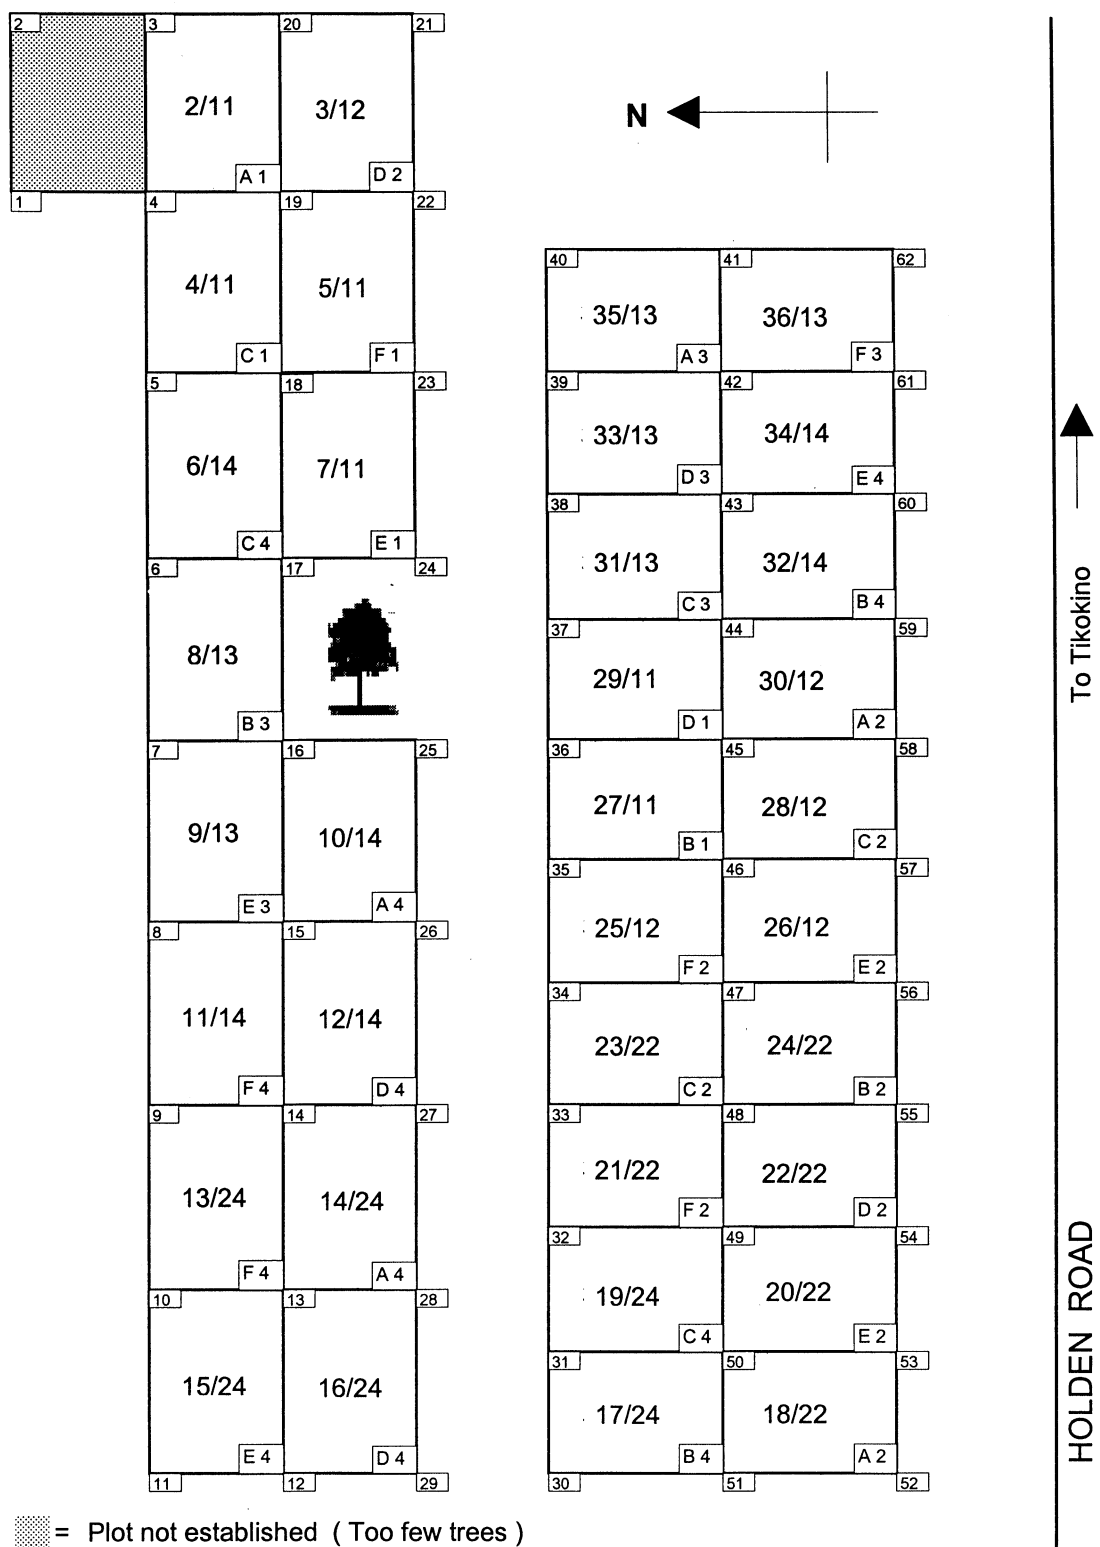 2 3 20 21
2/11 3/12
A 1 D 2
N
1 4 19 22
4/11 5/11
C 1 F 1
5 18 23
6/14 7/11
C 4 E 1
6 17 24
8/13
B 3
7 16 25
9/13 10/14
E 3 A 4
8 15 26
11/14 12/14
F 4 D 4
9 14 27
13/24 14/24
F 4 A 4
10 13 28
15/24 16/24
E 4 D 4
11 12 29
40 41 62
35/13 36/13
A 3 F 3
39 42 61
33/13 34/14
D 3 E 4
38 43 60
31/13 32/14
C 3 B 4
37 44 59
29/11 30/12
D 1 A 2
36 45 58
27/11 28/12
B 1 C 2
35 46 57
25/12 26/12
F 2 E 2
34 47 56
23/22 24/22
C 2 B 2
33 48 55
21/22 22/22
F 2 D 2
32 49 54
19/24 20/22
C 4 E 2
31 50 53
17/24 18/22
B 4 A 2
30 51 52
To Tikokino
HOLDEN ROAD
= Plot not established ( Too few trees )